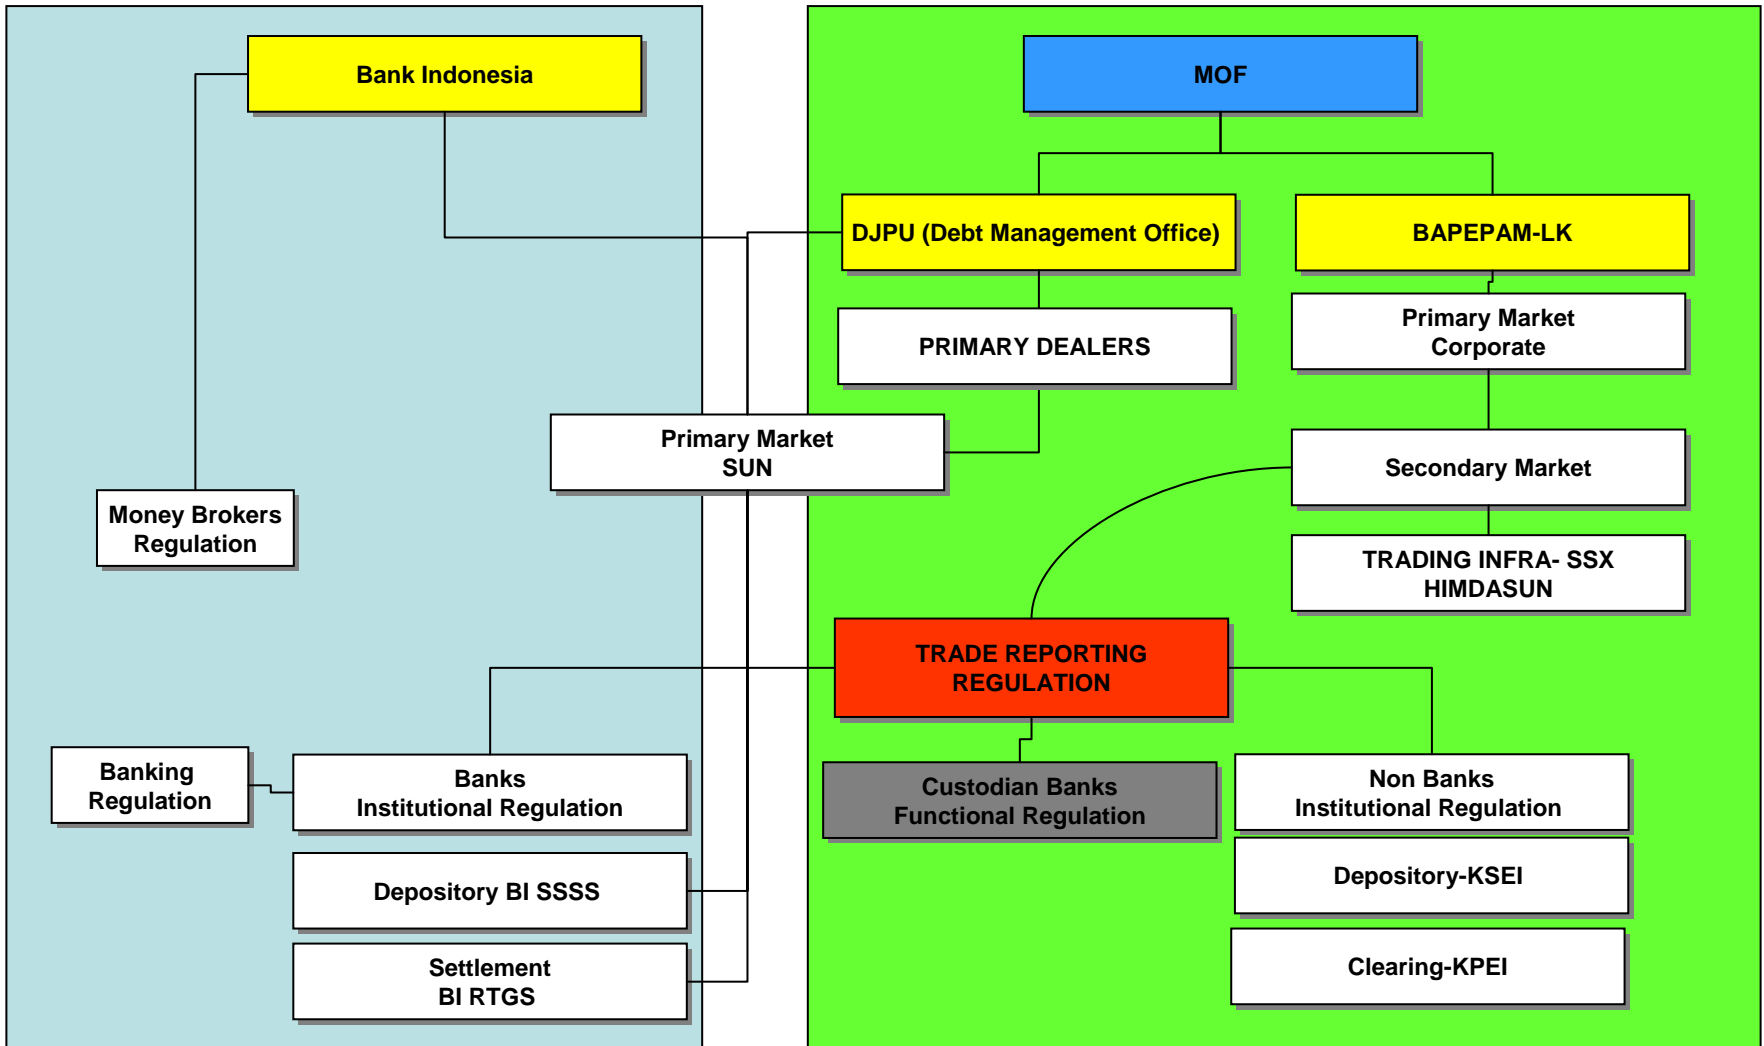 Bank Indonesia
MOF
DJPU (Debt Management Office)
BAPEPAM-LK
PRIMARY DEALERS
Primary Market
Corporate
Primary Market
SUN
Secondary Market
Money Brokers
Regulation
TRADING INFRA- SSX
HIMDASUN
TRADE REPORTING
REGULATION
Banking
Regulation
Banks
Institutional Regulation
Custodian Banks
Functional Regulation
Non Banks
Institutional Regulation
Depository BI SSSS
Depository-KSEI
Settlement
BI RTGS
Clearing-KPEI